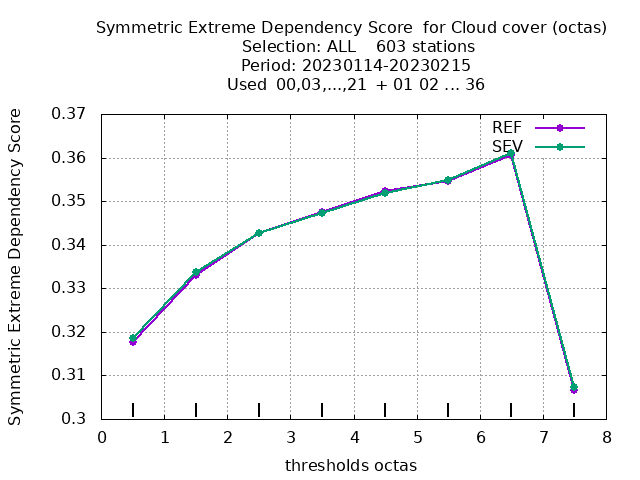 Symmetric Extreme Dependency Score for Cloud cover (octas)
Selection: ALL 603 stations
Period: 20230114-20230215
Used 00,03,...,21 + 01 02 ... 36
Symmetric Extreme Dependency Score
0.37
0.36
0.35
0.34
0.33
0.32
0.31
0.3
REF
SEV
0 1 2 3 4 5 6 7 8
thresholds octas